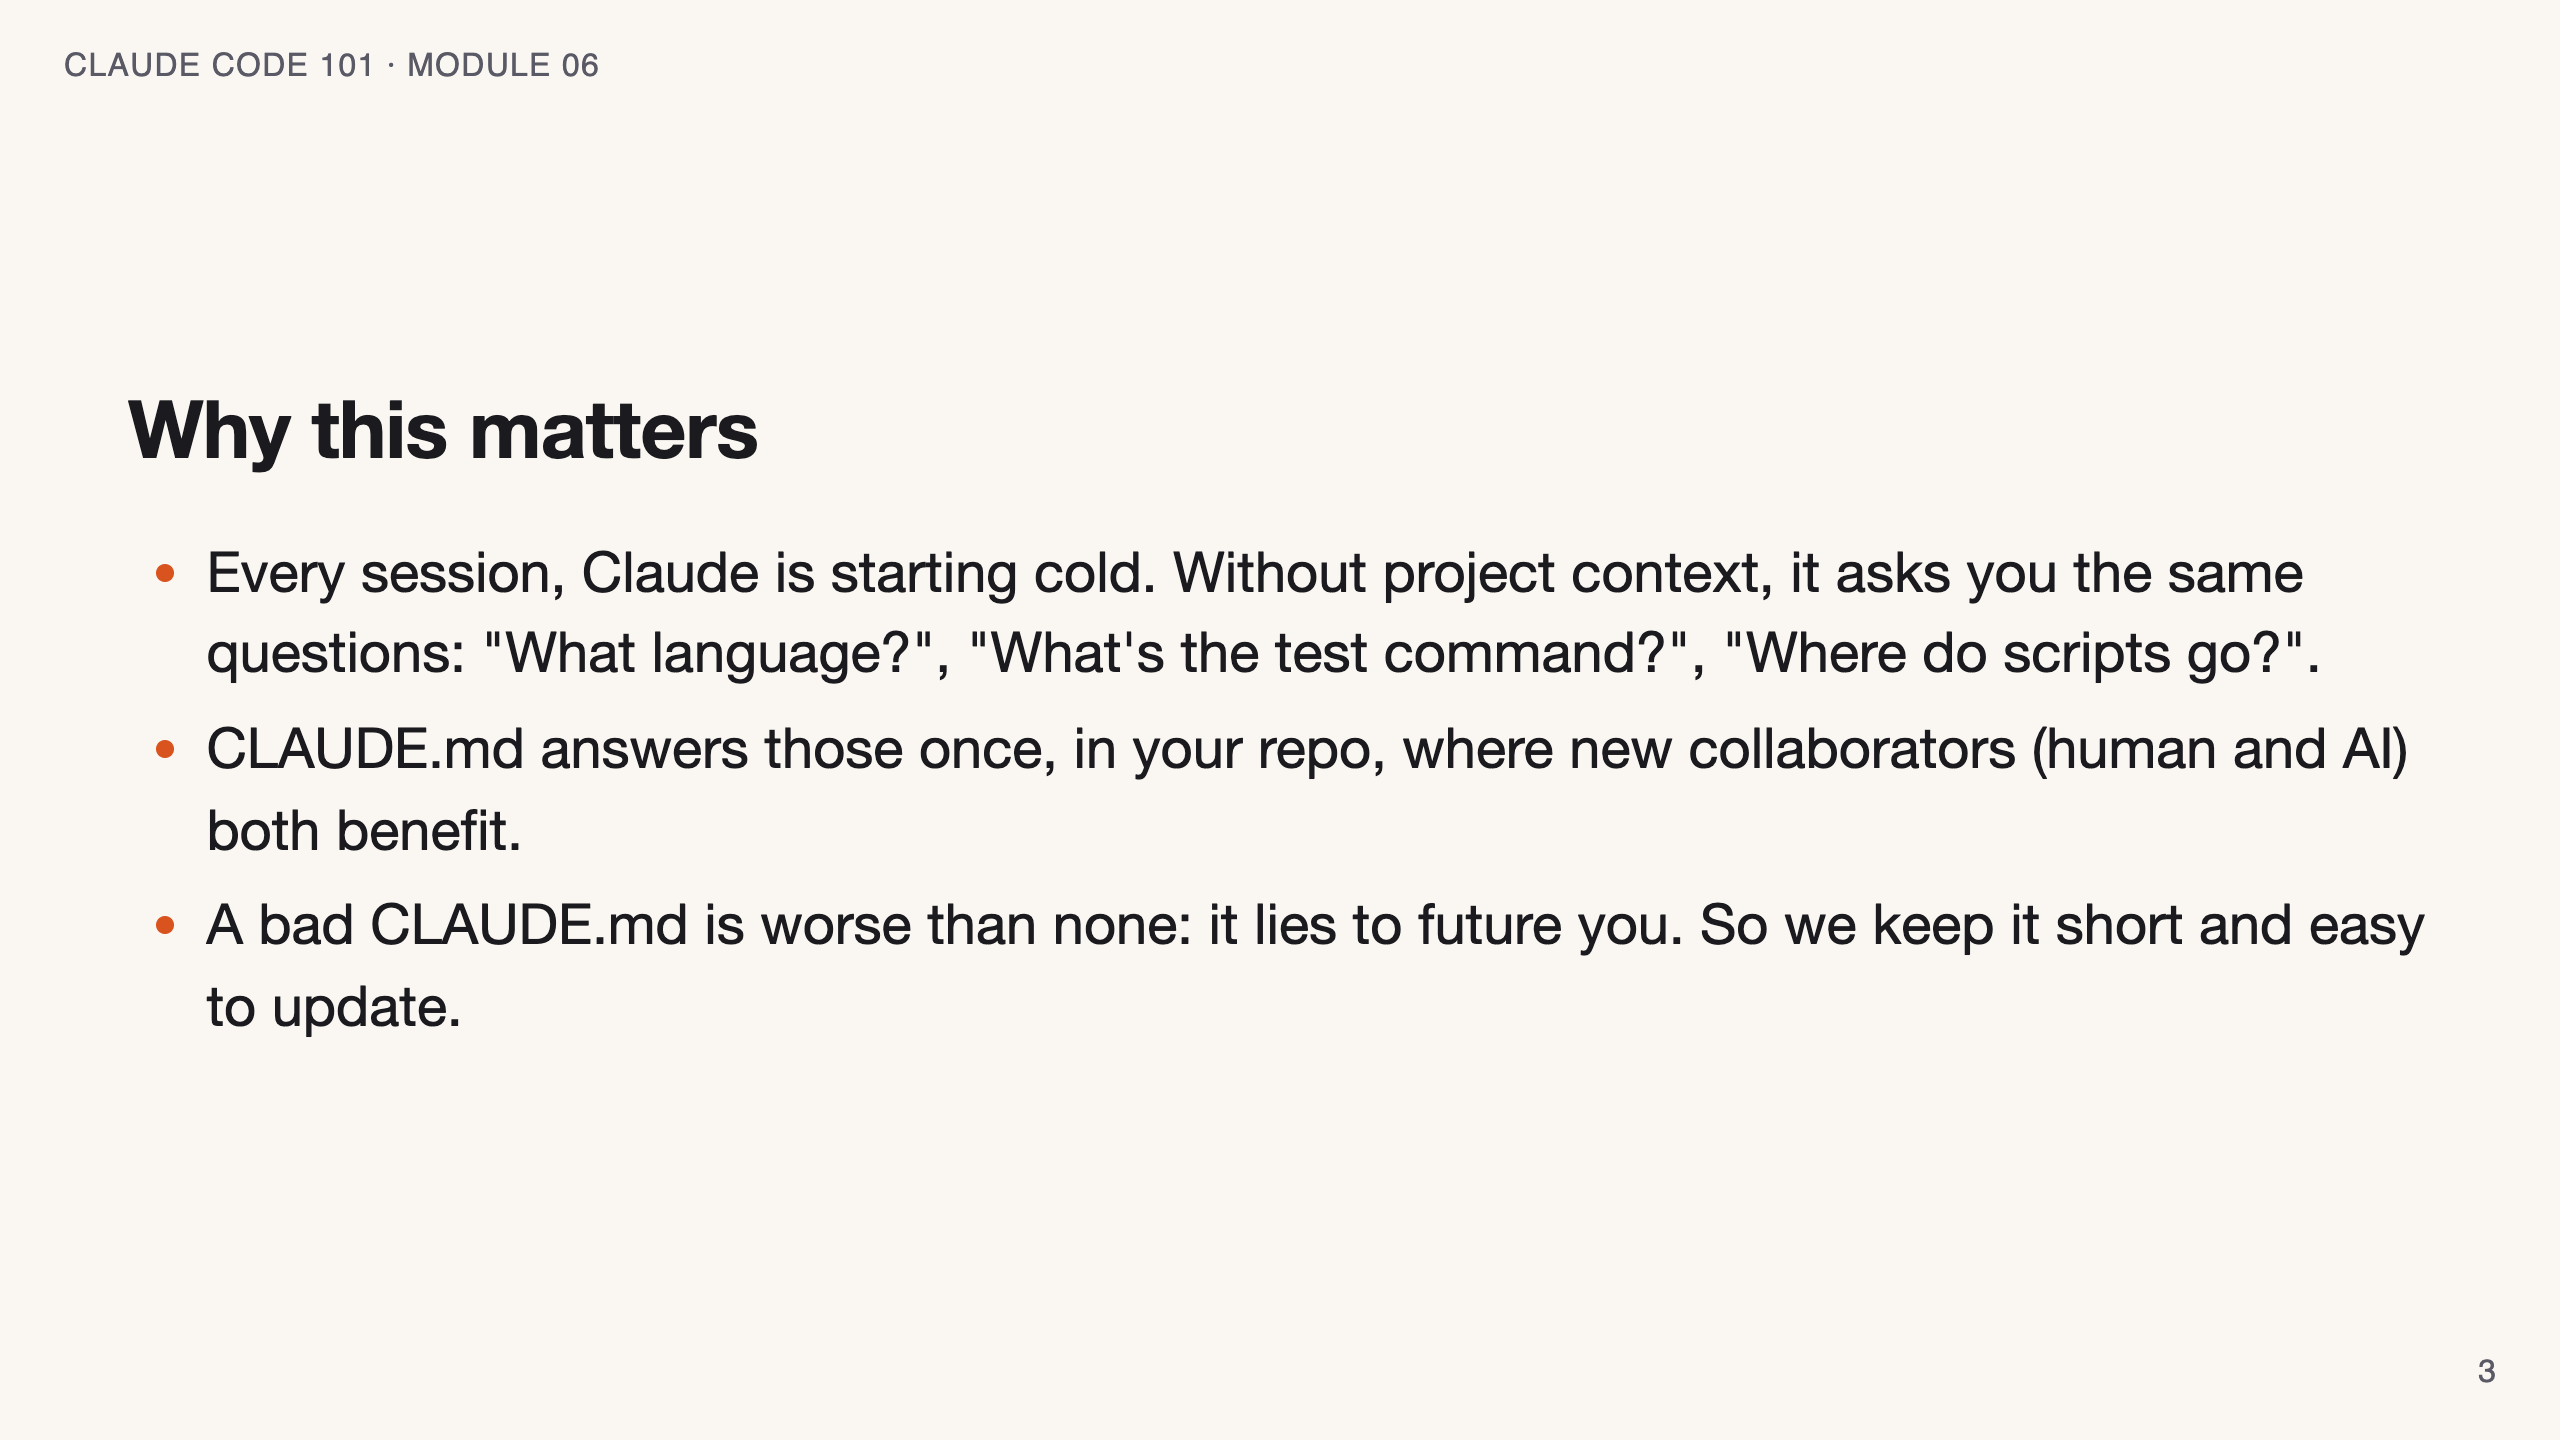 CLAUDE CODE 101 · MODULE 06
Why this matters
• Every session, Claude is starting cold. Without project context, it asks you the same
questions: "What language?", "What's the test command?", "Where do scripts go?".
• CLAUDE.md answers those once, in your repo, where new collaborators (human and AI)
both benefit.
• A bad CLAUDE.md is worse than none: it lies to future you. So we keep it short and easy
to update.
3